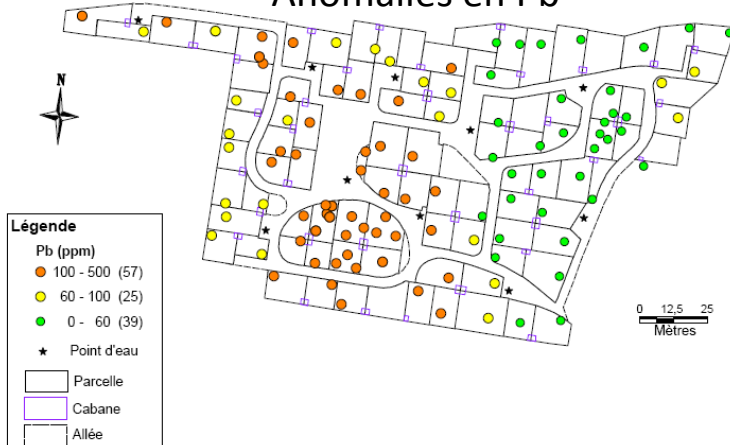 Anomalies en Pb
N
Légende
Pb (ppm)
100 - 500 (57)
60 - 100 (25)
0 - 60 (39)
Point d'eau
Parcelle
Cabane
Allée
0 12,5 25
Mètres